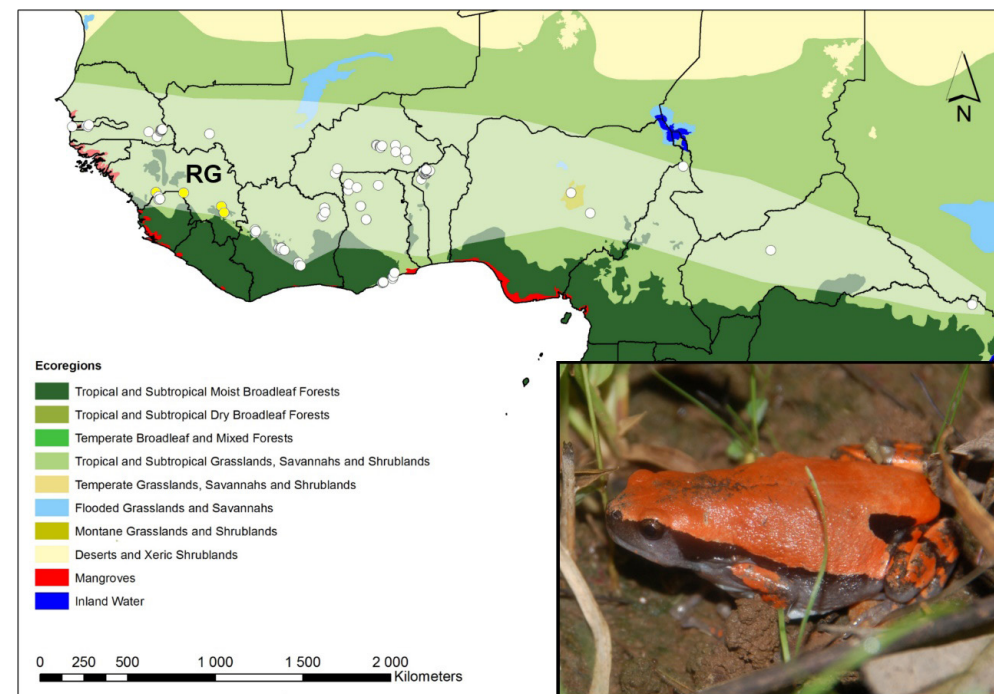 N
RG
Ecoregions
Tropical and Subtropical Moist Broadleaf Forests
Tropical and Subtropical Dry Broadleaf Forests
Temperate Broadleaf and Mixed Forests
Tropical and Subtropical Grasslands, Savannahs and Shrublands
Temperate Grasslands, Savannahs and Shrublands
Flooded Grasslands and Savannahs
Montane Grasslands and Shrublands
Deserts and Xeric Shrublands
Mangroves
Inland Water
0 250 500 1 000 1 500 2 000
Kilometers